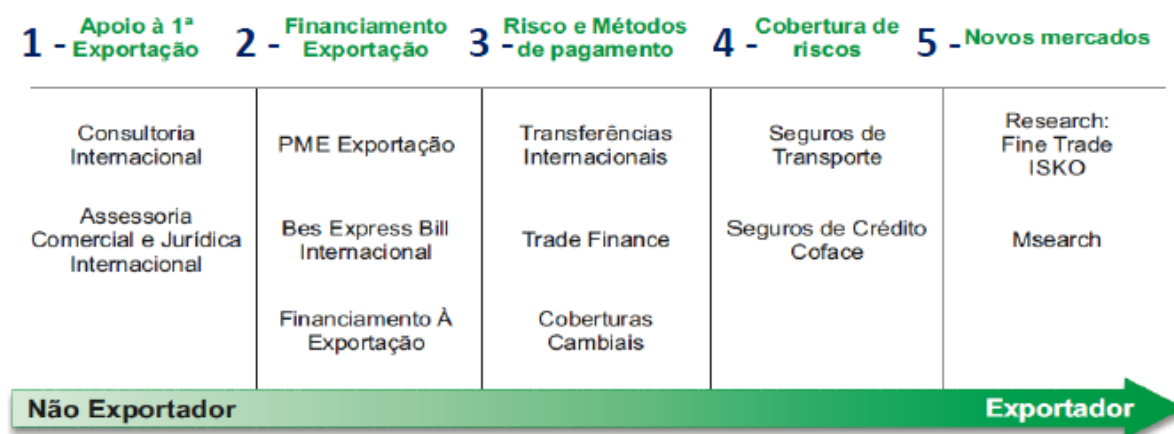 1 - Apoio à 1ª
Exportação
2 - Financiamento
Exportação
3 - Risco e Métodos
de pagamento
4 - Cobertura de
riscos
5 - Novos mercados
Consultoria
Internacional
Assessoria
Comercial e Jurídica
Internacional
PME Exportação
Bes Express Bill
Internacional
Financiamento À
Exportação
Transferências
Internacionais
Trade Finance
Coberturas
Cambiais
Seguros de
Transporte
Seguros de Crédito
Coface
Research:
Fine Trade
ISKO
Msearch
Não Exportador
Exportador